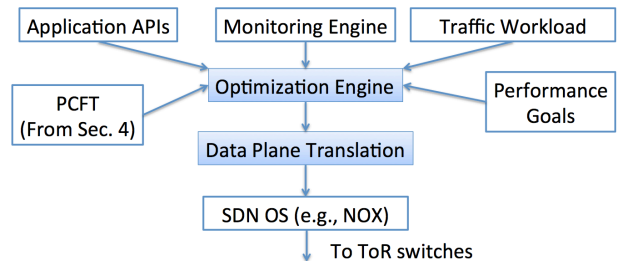 Application APIs
Monitoring Engine
Traffic Workload
Optimization Engine
PCFT
(From Sec. 4)
Performance
Goals
Data Plane Translation
SDN OS (e.g., NOX)
To ToR switches